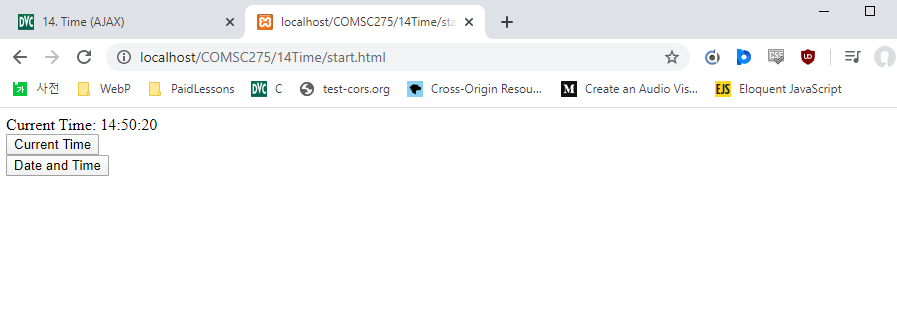 DVC 14. Time (AJAX) localhost/COMSC275/14Time/sta
localhost/COMSC275/14Time/start.html CSS
사전 WebP PaidLessons DVC C test-cors.org Cross-Origin Resou... M Create an Audio Vis... EJS Eloquent JavaScript
Current Time: 14:50:20
Current Time
Date and Time